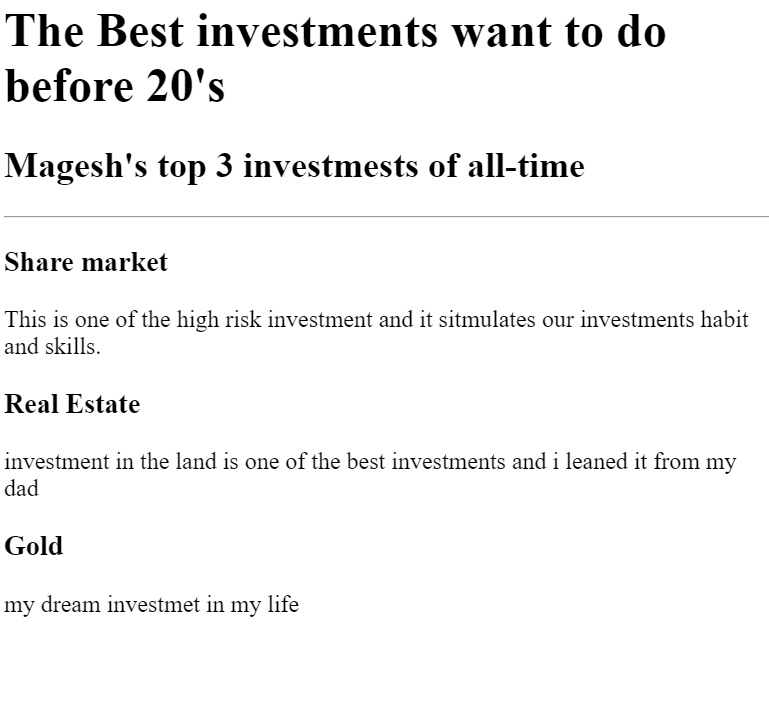 The Best investments want to do
before 20's
Magesh's top 3 investmests of all-time
Share market
This is one of the high risk investment and it sitmulates our investments habit
and skills.
Real Estate
investment in the land is one of the best investments and i leaned it from my
dad
Gold
my dream investmet in my life